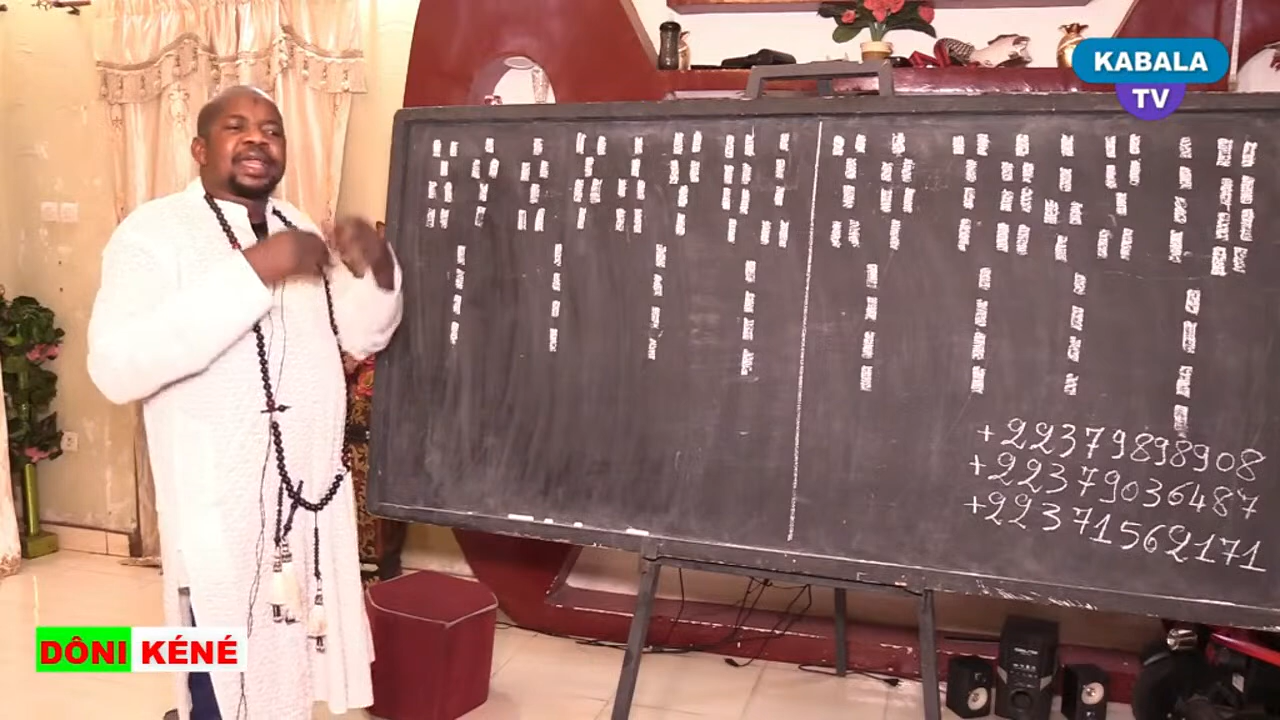 KABALA
TV
+22379898908
+22379036487
+22371562171
DÔNI KÉNÉ